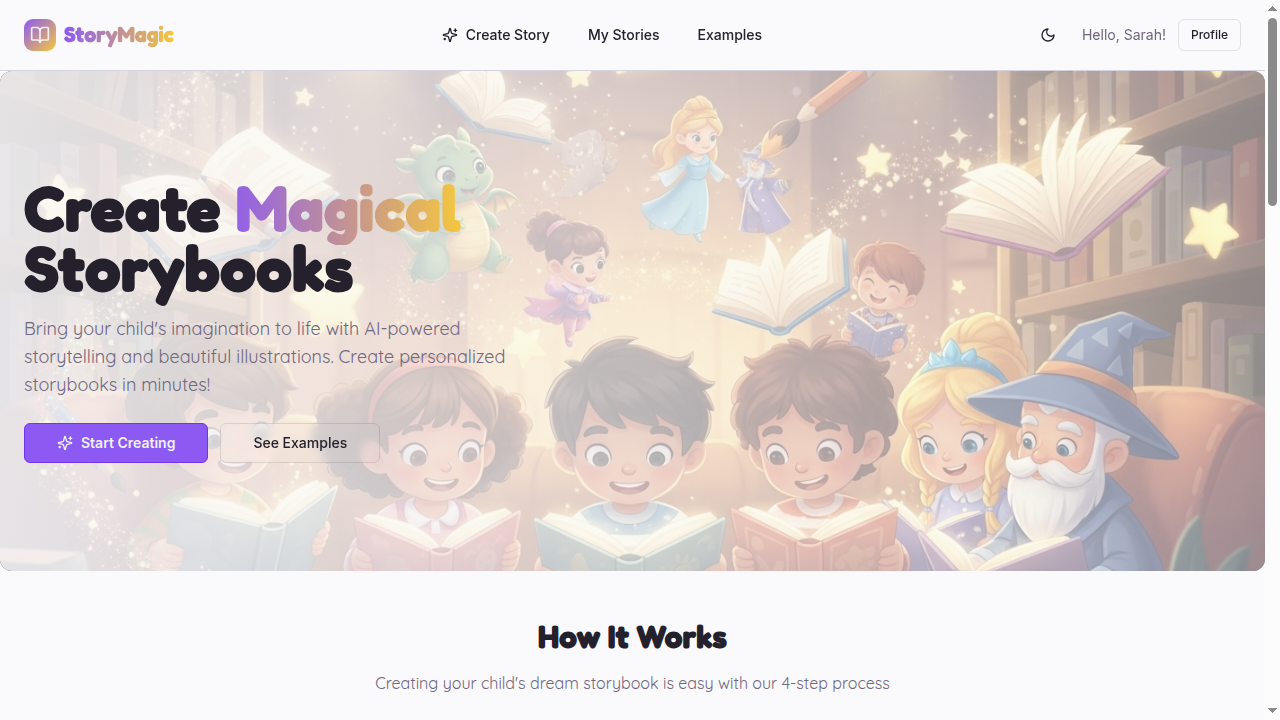 StoryMagic
Create Story
My Stories
Examples
Hello, Sarah!
Profile
Create Magical
Storybooks
Bring your child's imagination to life with AI-powered
storytelling and beautiful illustrations. Create personalized
storybooks in minutes!
Start Creating
See Examples
How It Works
Creating your child's dream storybook is easy with our 4-step process